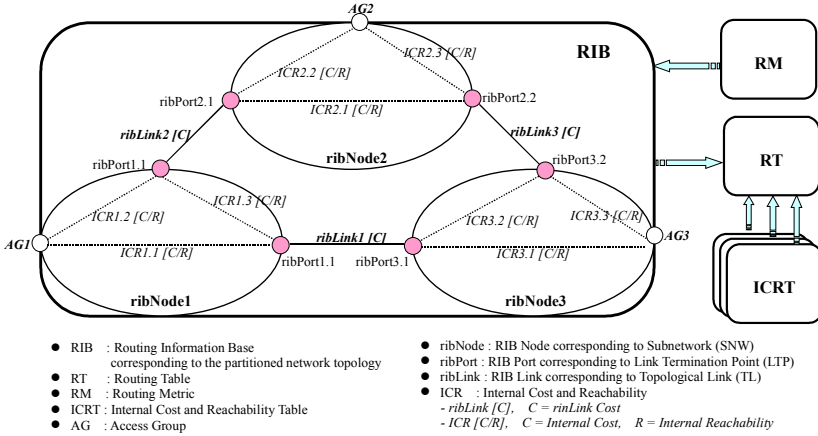 AG2
RIB
RM
ICR2.3 [C/R]
ICR2.2 [C/R]
ribPort2.1
ribPort2.2
ICR2.1 [C/R]
ribLink2 [C]
ribLink3 [C]
ribNode2
RT
ribPort1.1
ribPort3.2
ICR1.3 [C/R]
ICR1.2 [C/R]
ICR3.2 [C/R]
ICR3.3 [C/R]
AG1
ribLink1 [C]
AG3
ICR1.1 [C/R]
ribPort1.1
ribPort3.1
ICR3.1 [C/R]
ribNode1
ribNode3
ICRT
● RIB : Routing Information Base
corresponding to the partitioned network topology
● RT : Routing Table
● RM : Routing Metric
● ICRT : Internal Cost and Reachability Table
● AG : Access Group
● ribNode : RIB Node corresponding to Subnetwork (SNW)
● ribPort : RIB Port corresponding to Link Termination Point (LTP)
● ribLink : RIB Link corresponding to Topological Link (TL)
● ICR : Internal Cost and Reachability
- ribLink [C], C = rinLink Cost
- ICR [C/R], C = Internal Cost, R = Internal Reachability